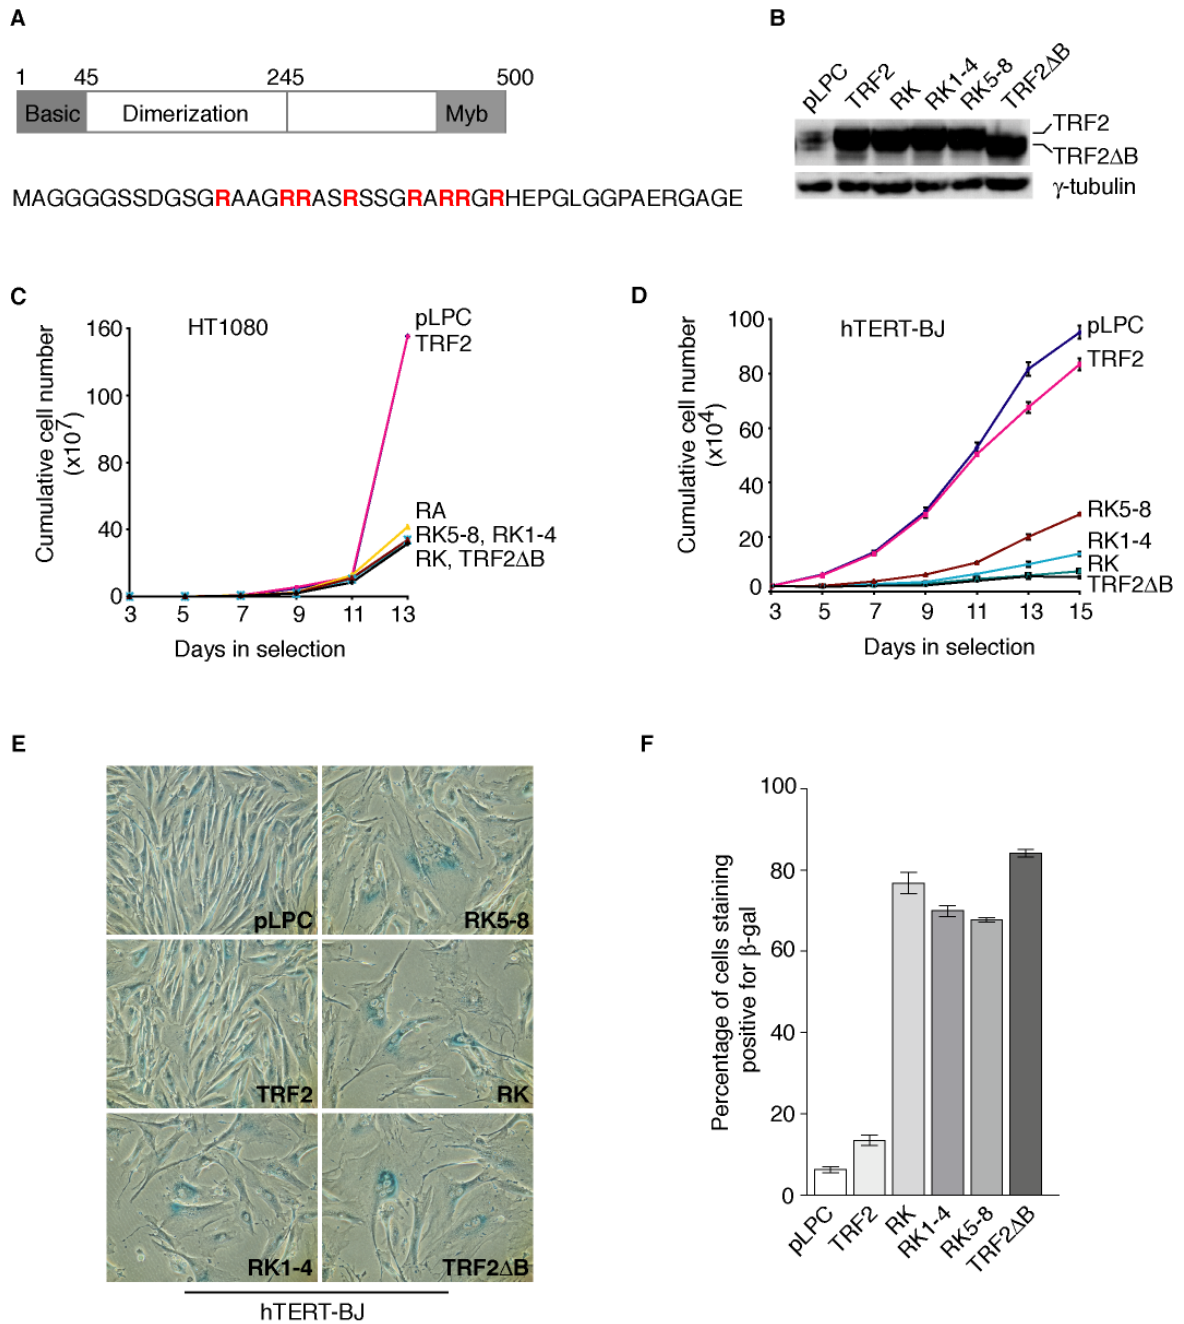 A
1 45 245 500
Basic Dimerization Myb
MAGGGGSSDGSGRAAGRRASRSSGRARRGRHEPGLGGPAERGAGE
B
pLPC TRF2 RK RK1-4 RK5-8 TRF2ΔB
TRF2
TRF2ΔB
γ-tubulin
C
HT1080
Cumulative cell number
(x10⁷)
160
100
80
40
0
3 5 7 9 11 13
Days in selection
pLPC
TRF2
RA
RK5-8, RK1-4
RK, TRF2ΔB
D
hTERT-BJ
Cumulative cell number
(x10⁴)
100
80
60
40
20
0
3 5 7 9 11 13 15
Days in selection
pLPC
TRF2
RK5-8
RK1-4
RK
TRF2ΔB
E
pLPC RK5-8
TRF2 RK
RK1-4 TRF2ΔB
hTERT-BJ
F
Percentage of cells staining
positive for β-gal
100
80
60
40
20
0
pLPC TRF2 RK RK1-4 RK5-8 TRF2ΔB